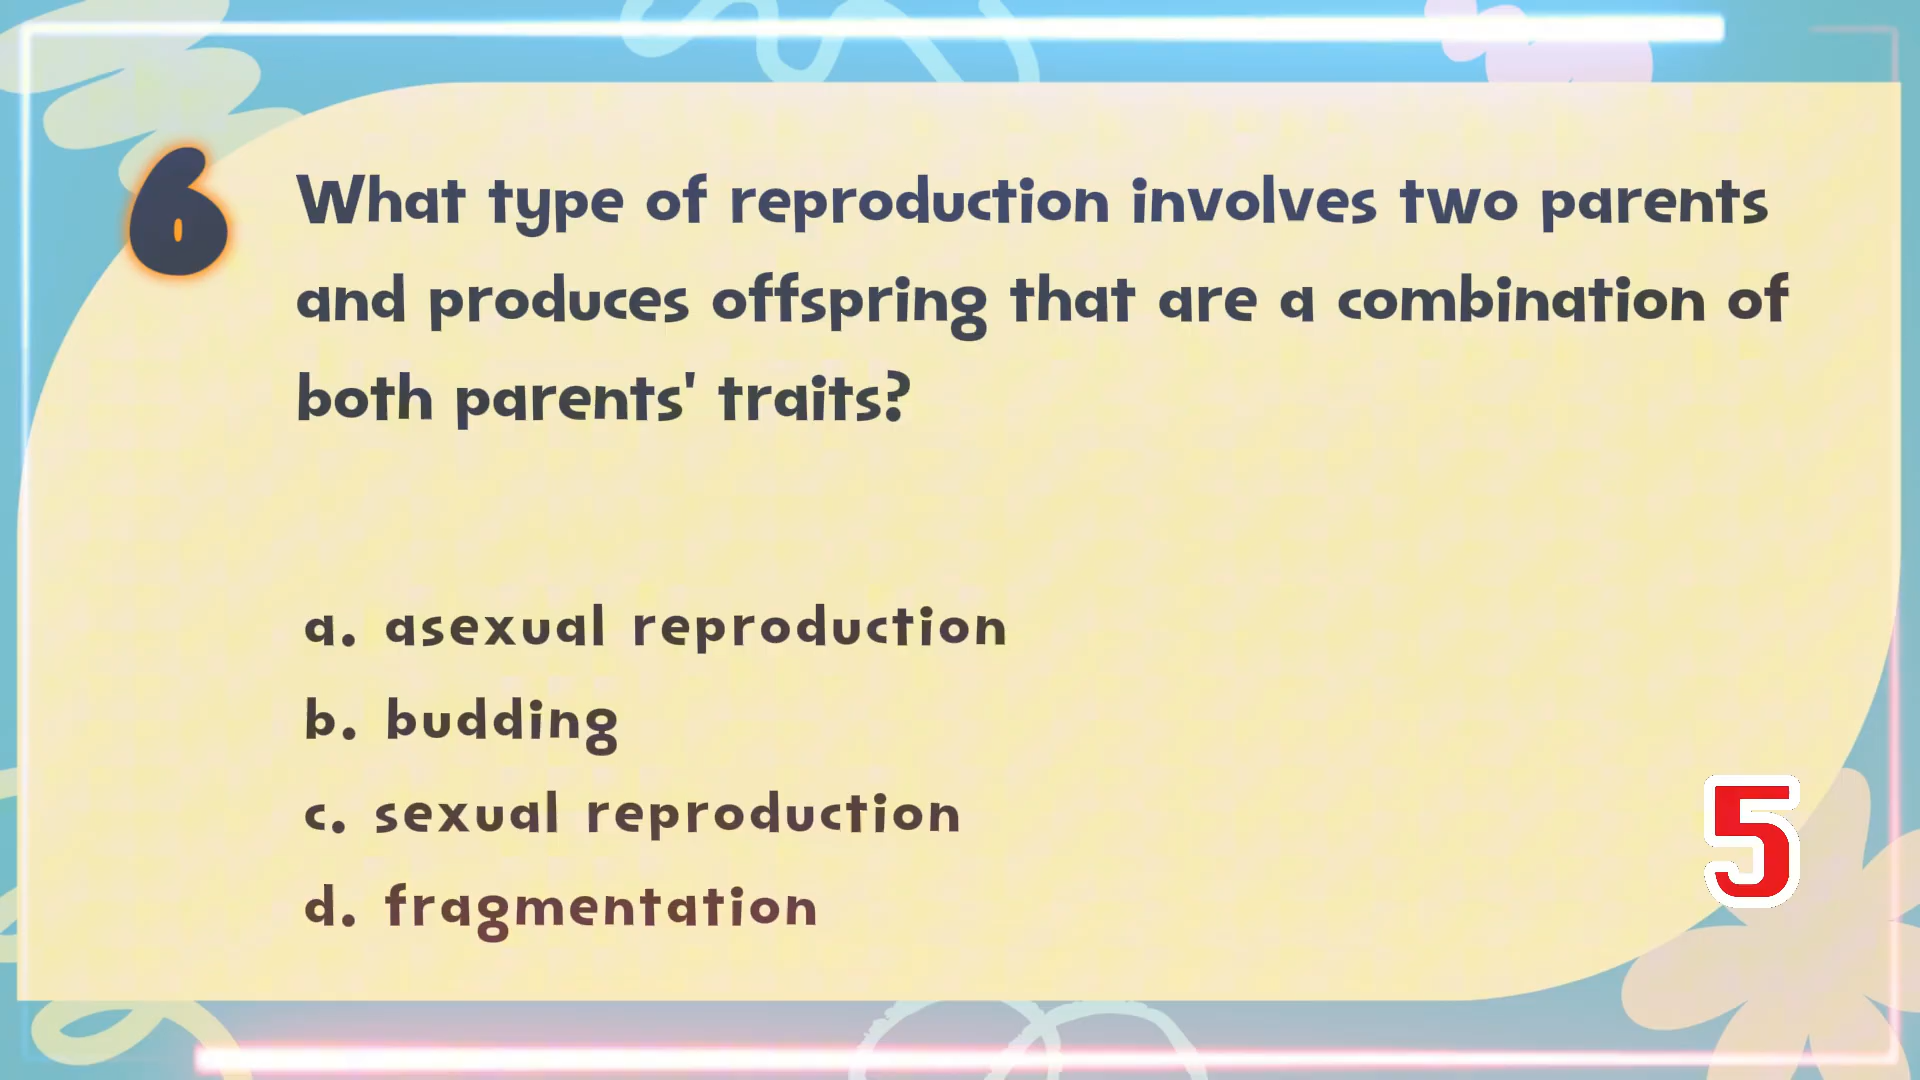 6
What type of reproduction involves two parents
and produces offspring that are a combination of
both parents' traits?
a. asexual reproduction
b. budding
c. sexual reproduction
d. fragmentation
5